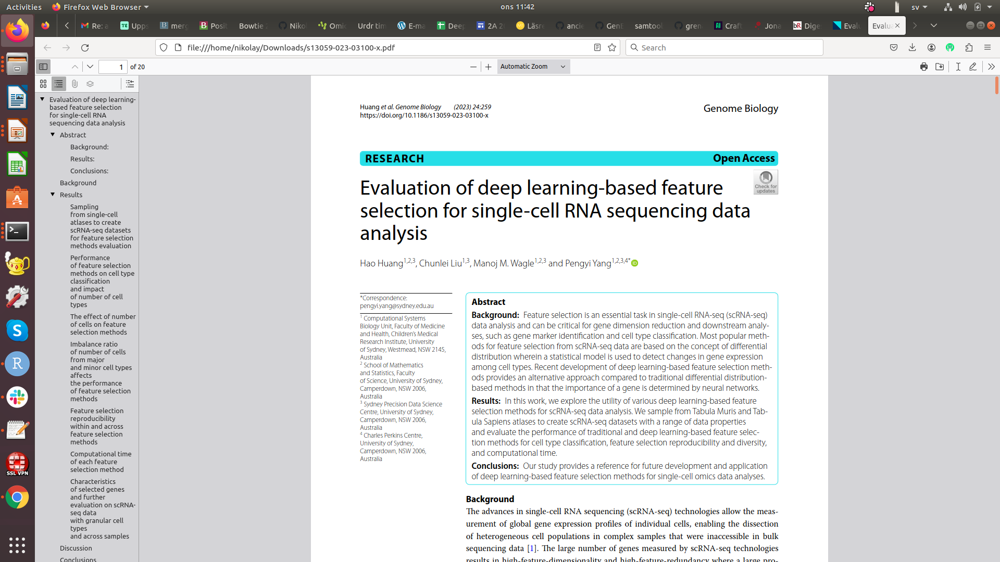 Activities
Firefox Web Browser
ons 11:42
sv
Re: a
Upps
merg
Posit
Bowtie 2
Nikol
Omic
Urdr tim
E-ma
Deep
2A 20
Läsre
ancie
GenE
samtool
gren
Craft
Jona
Dige
Evalu
Evalua
file:///home/nikolay/Downloads/s13059-023-03100-x.pdf
Search
1
of 20
Automatic Zoom
Evaluation of deep learning-
based feature selection
for single-cell RNA
sequencing data analysis
Abstract
Background:
Results:
Conclusions:
Background
Results
Sampling
from single-cell
atlases to create
scRNA-seq datasets
for feature selection
methods evaluation
Performance
of feature selection
methods on cell type
classification
and impact
of number of cell
types
The effect of number
of cells on feature
selection methods
Imbalance ratio
of number of cells
from major
and minor cell types
affects
the performance
of feature selection
methods
Feature selection
reproducibility
within and across
feature selection
methods
Computational time
of each feature
selection method
Characteristics
of selected genes
and further
evaluation on scRNA-
seq data
with granular cell
types
and across samples
Discussion
Conclusions
SSL VPN
Huang et al. Genome Biology (2023) 24:259
https://doi.org/10.1186/s13059-023-03100-x
Genome Biology
RESEARCH
Open Access
Check for
updates
Evaluation of deep learning-based feature
selection for single-cell RNA sequencing data
analysis
Hao Huang1,2,3, Chunlei Liu1,3, Manoj M. Wagle1,2,3 and Pengyi Yang1,2,3,4*
*Correspondence:
pengyi.yang@sydney.edu.au
1 Computational Systems
Biology Unit, Faculty of Medicine
and Health, Children's Medical
Research Institute, University
of Sydney, Westmead, NSW 2145,
Australia
2 School of Mathematics
and Statistics, Faculty
of Science, University of Sydney,
Camperdown, NSW 2006,
Australia
3 Sydney Precision Data Science
Centre, University of Sydney,
Camperdown, NSW 2006,
Australia
4 Charles Perkins Centre,
University of Sydney,
Camperdown, NSW 2006,
Australia
Abstract
Background: Feature selection is an essential task in single-cell RNA-seq (scRNA-seq)
data analysis and can be critical for gene dimension reduction and downstream analy-
ses, such as gene marker identification and cell type classification. Most popular meth-
ods for feature selection from scRNA-seq data are based on the concept of differential
distribution wherein a statistical model is used to detect changes in gene expression
among cell types. Recent development of deep learning-based feature selection meth-
ods provides an alternative approach compared to traditional differential distribution-
based methods in that the importance of a gene is determined by neural networks.
Results: In this work, we explore the utility of various deep learning-based feature
selection methods for scRNA-seq data analysis. We sample from Tabula Muris and Tab-
ula Sapiens atlases to create scRNA-seq datasets with a range of data properties
and evaluate the performance of traditional and deep learning-based feature selec-
tion methods for cell type classification, feature selection reproducibility and diversity,
and computational time.
Conclusions: Our study provides a reference for future development and application
of deep learning-based feature selection methods for single-cell omics data analyses.
Background
The advances in single-cell RNA sequencing (scRNA-seq) technologies allow the meas-
urement of global gene expression profiles of individual cells, enabling the dissection
of heterogeneous cell populations in complex samples that were inaccessible in bulk
sequencing data [1]. The large number of genes measured by scRNA-seq technologies
results in high-feature-dimensionality and high-feature-redundancy where a large pro-